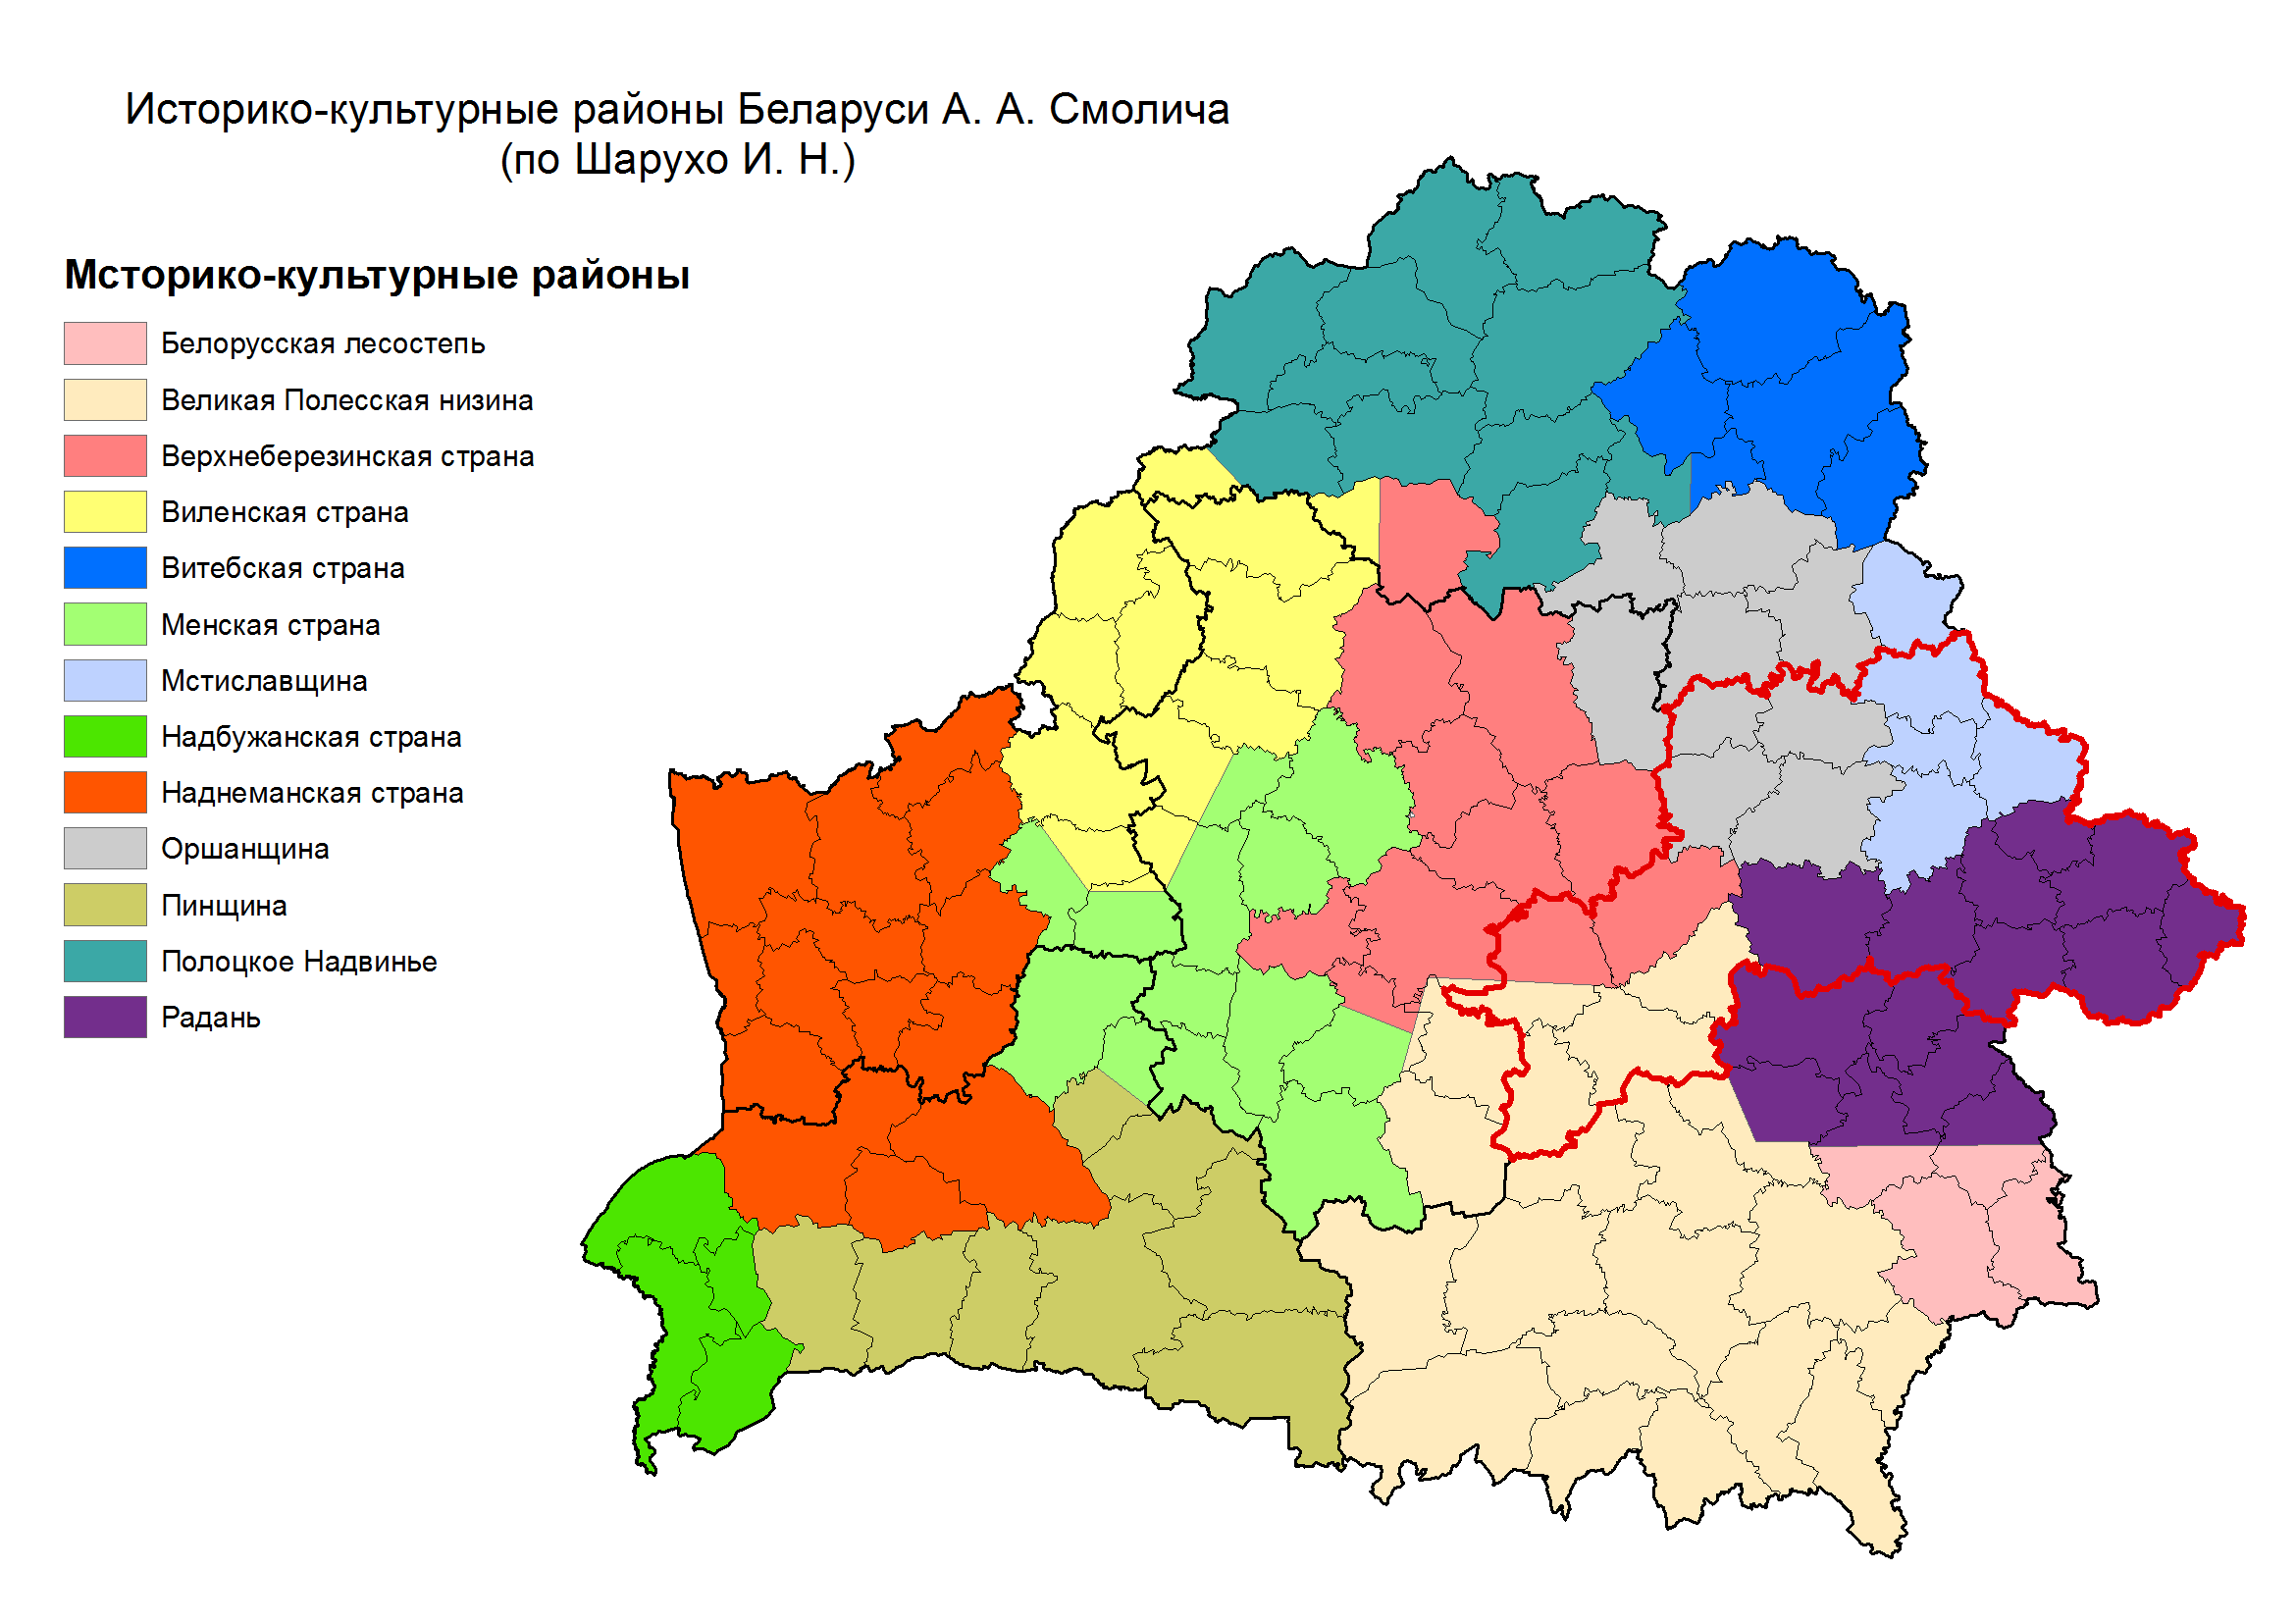 Историко-культурные районы Беларуси А. А. Смолича
(по Шарухо И. Н.)
Мсторико-культурные районы
Белорусская лесостепь
Великая Полесская низина
Верхнеберезинская страна
Виленская страна
Витебская страна
Менская страна
Мстиславщина
Надбужанская страна
Наднеманская страна
Оршанщина
Пинщина
Полоцкое Надвинье
Радань